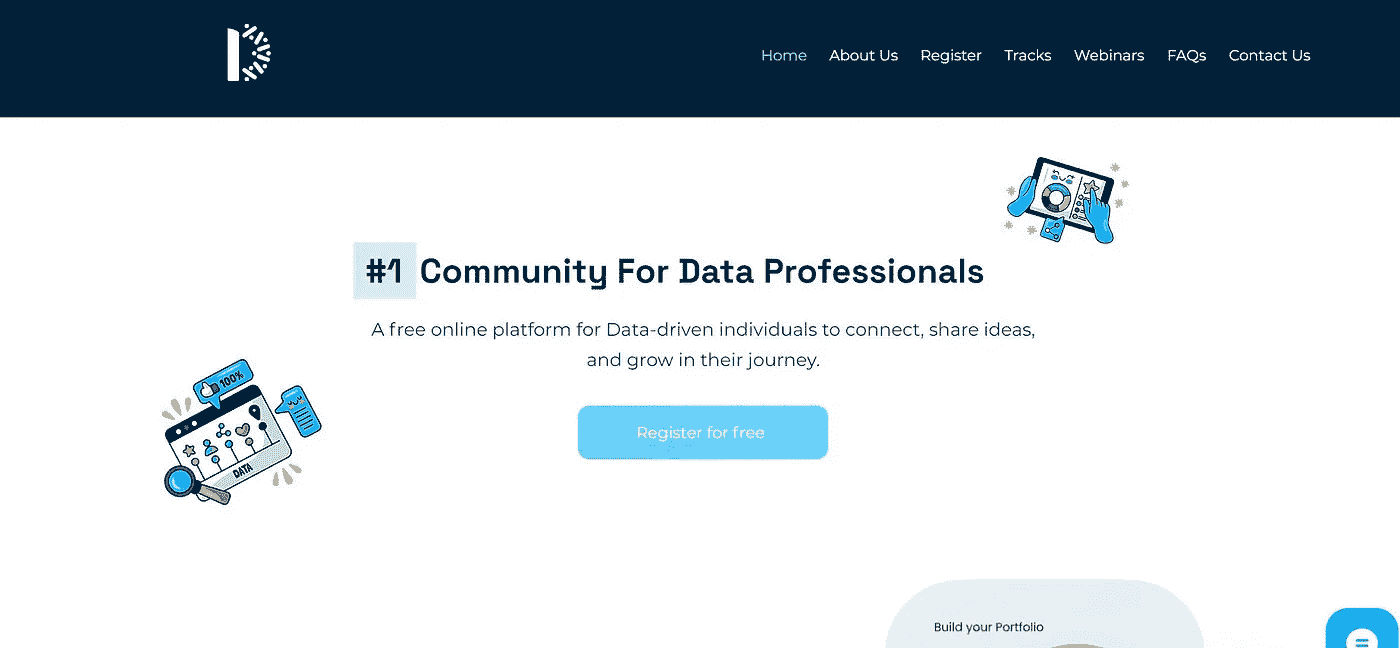 Home About Us Register Tracks Webinars FAQs Contact Us
#1 Community For Data Professionals
A free online platform for Data-driven individuals to connect, share ideas,
and grow in their journey.
100%
DATA
Register for free
Build your Portfolio